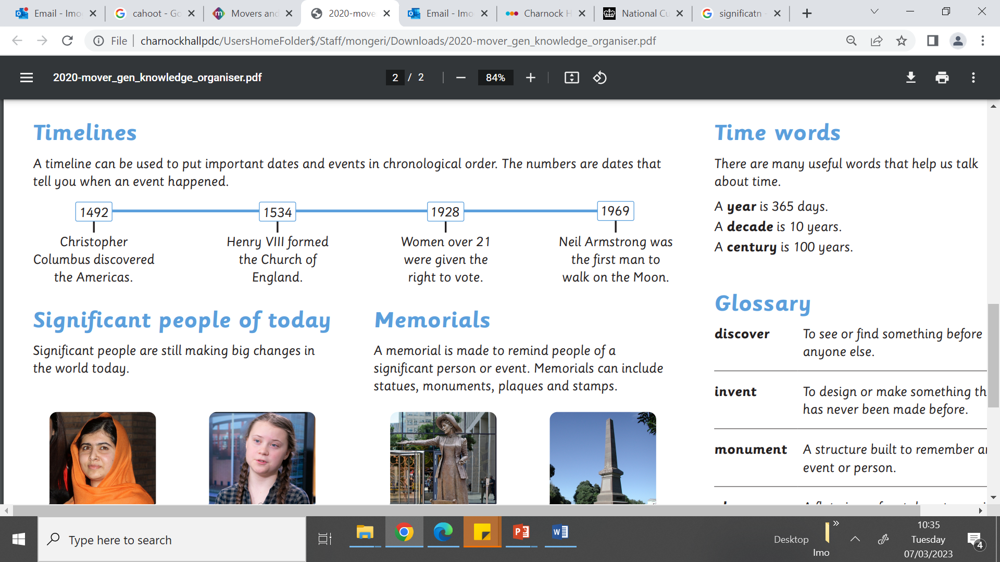 Email - Imo
cahoot - Go
Movers and
2020-move
Email - Imo
Charnock H
National Cu
significatn -
File
charnockhallpdc/UsersHomeFolder$/Staff/mongeri/Downloads/2020-mover_gen_knowledge_organiser.pdf
2020-mover_gen_knowledge_organiser.pdf
2 / 2
84%
Timelines
A timeline can be used to put important dates and events in chronological order. The numbers are dates that
tell you when an event happened.
1492
Christopher
Columbus discovered
the Americas.
1534
Henry VIII formed
the Church of
England.
1928
Women over 21
were given the
right to vote.
1969
Neil Armstrong was
the first man to
walk on the Moon.
Significant people of today
Significant people are still making big changes in
the world today.
Memorials
A memorial is made to remind people of a
significant person or event. Memorials can include
statues, monuments, plaques and stamps.
Time words
There are many useful words that help us talk
about time.
A year is 365 days.
A decade is 10 years.
A century is 100 years.
Glossary
discover To see or find something before
anyone else.
invent To design or make something th
has never been made before.
monument A structure built to remember a
event or person.
Type here to search
Desktop
Imo
10:35
Tuesday
07/03/2023
4